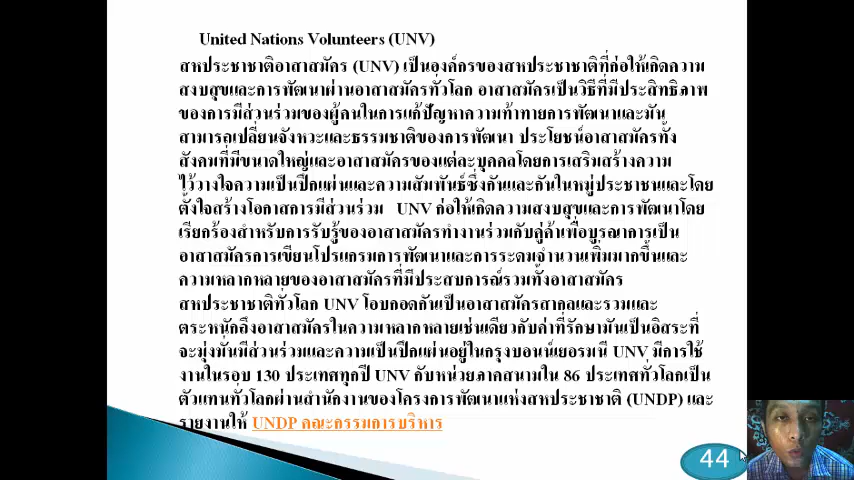 United Nations Volunteers (UNV)
สหประชาชาติอาสาสมัคร (UNV) เป็นองค์กรของสหประชาชาติที่ก่อให้เกิดความ
สงบสุขและการพัฒนาผ่านอาสาสมัครทั่วโลก อาสาสมัครเป็นวิธีที่มีประสิทธิภาพ
ของการมีส่วนร่วมของผู้คนในการแก้ปัญหาความท้าทายการพัฒนาและมัน
สามารถเปลี่ยนจังหวะและธรรมชาติของการพัฒนา ประโยชน์อาสาสมัครทั้ง
สังคมที่มีขนาดใหญ่และอาสาสมัครของแต่ละบุคคลโดยการเสริมสร้างความ
ไว้วางใจความเป็นปึกแผ่นและความสัมพันธ์ซึ่งกันและกันในหมู่ประชาชนและโดย
ตั้งใจสร้างโอกาสการมีส่วนร่วม UNV ก่อให้เกิดความสงบสุขและการพัฒนาโดย
เรียกร้องสำหรับการรับรู้ของอาสาสมัครทำงานร่วมกับคู่ค้าเพื่อบูรณาการเป็น
อาสาสมัครการเขียนโปรแกรมการพัฒนาและการระดมจำนวนเพิ่มมากขึ้นและ
ความหลากหลายของอาสาสมัครที่มีประสบการณ์รวมทั้งอาสาสมัคร
สหประชาชาติทั่วโลก UNV โอบกอดกันเป็นอาสาสมัครสากลและรวมและ
ตระหนักถึงอาสาสมัครในความหลากหลายเช่นเดียวกับค่าที่รักษามันเป็นอิสระที่
จะมุ่งมั่นมีส่วนร่วมและความเป็นปึกแผ่นอยู่ในกรุงบอนน์เยอรมนี UNV มีการใช้
งานในรอบ 130 ประเทศทุกปี UNV กับหน่วยภาคสนามใน 86 ประเทศทั่วโลกเป็น
ตัวแทนทั่วโลกผ่านสำนักงานของโครงการพัฒนาแห่งสหประชาชาติ (UNDP) และ
รายงานให้ UNDP คณะกรรมการบริหาร
44